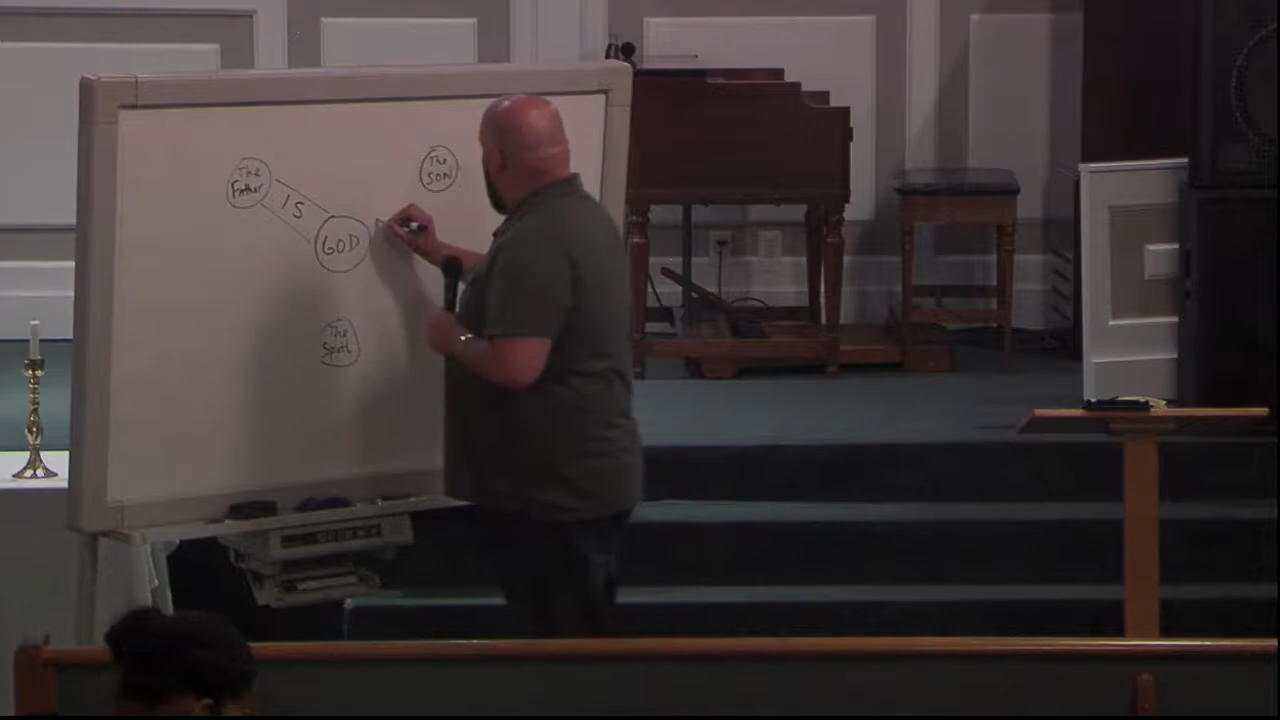 The
Father
IS
GOD
The
SON
The
Spirit